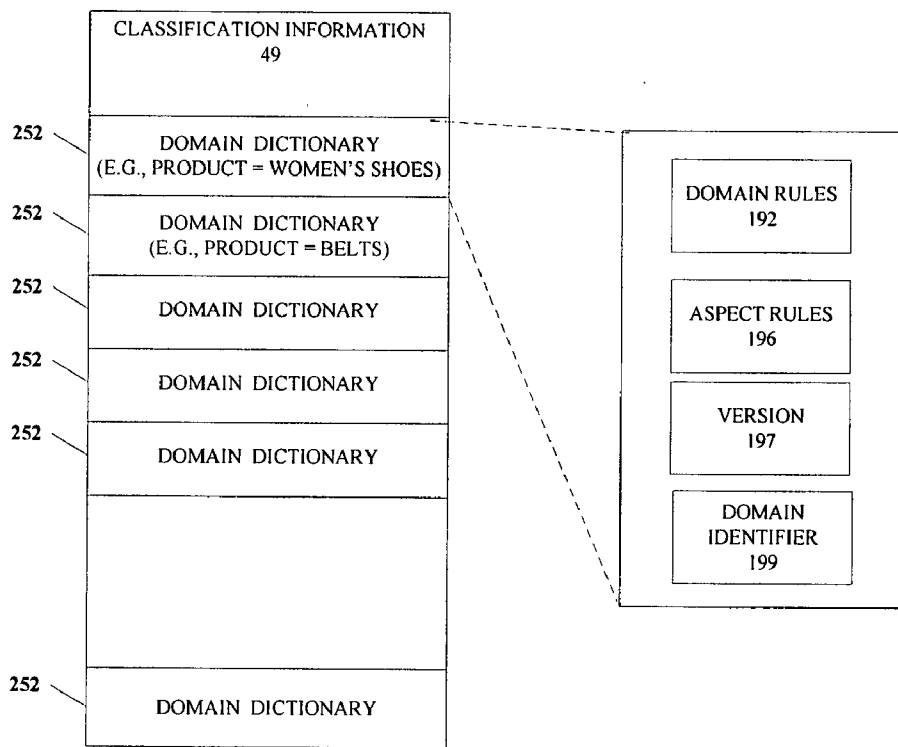 CLASSIFICATION INFORMATION
49
252
DOMAIN DICTIONARY
(E.G., PRODUCT = WOMEN'S SHOES)
252
DOMAIN DICTIONARY
(E.G., PRODUCT = BELTS)
252
DOMAIN DICTIONARY
252
DOMAIN DICTIONARY
252
DOMAIN DICTIONARY
252
DOMAIN DICTIONARY
DOMAIN RULES
192
ASPECT RULES
196
VERSION
197
DOMAIN
IDENTIFIER
199